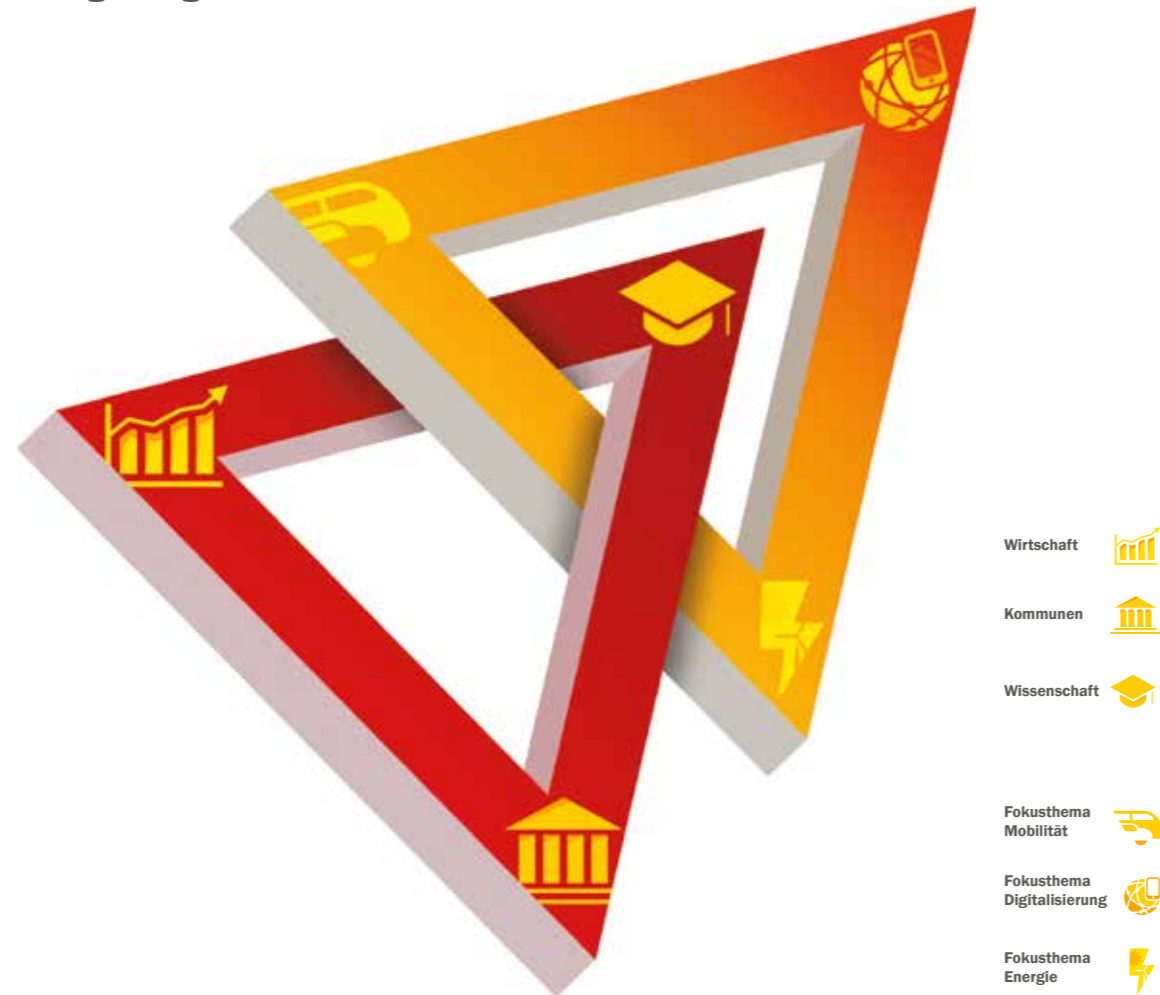 Wirtschaft
Kommunen
Wissenschaft
Fokusthema
Mobilität
Fokusthema
Digitalisierung
Fokusthema
Energie